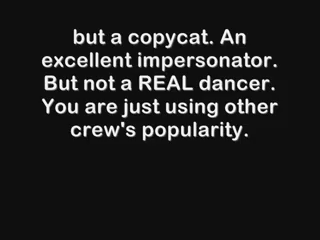 but a copycat. An
excellent impersonator.
But not a REAL dancer.
You are just using other
crew's popularity.